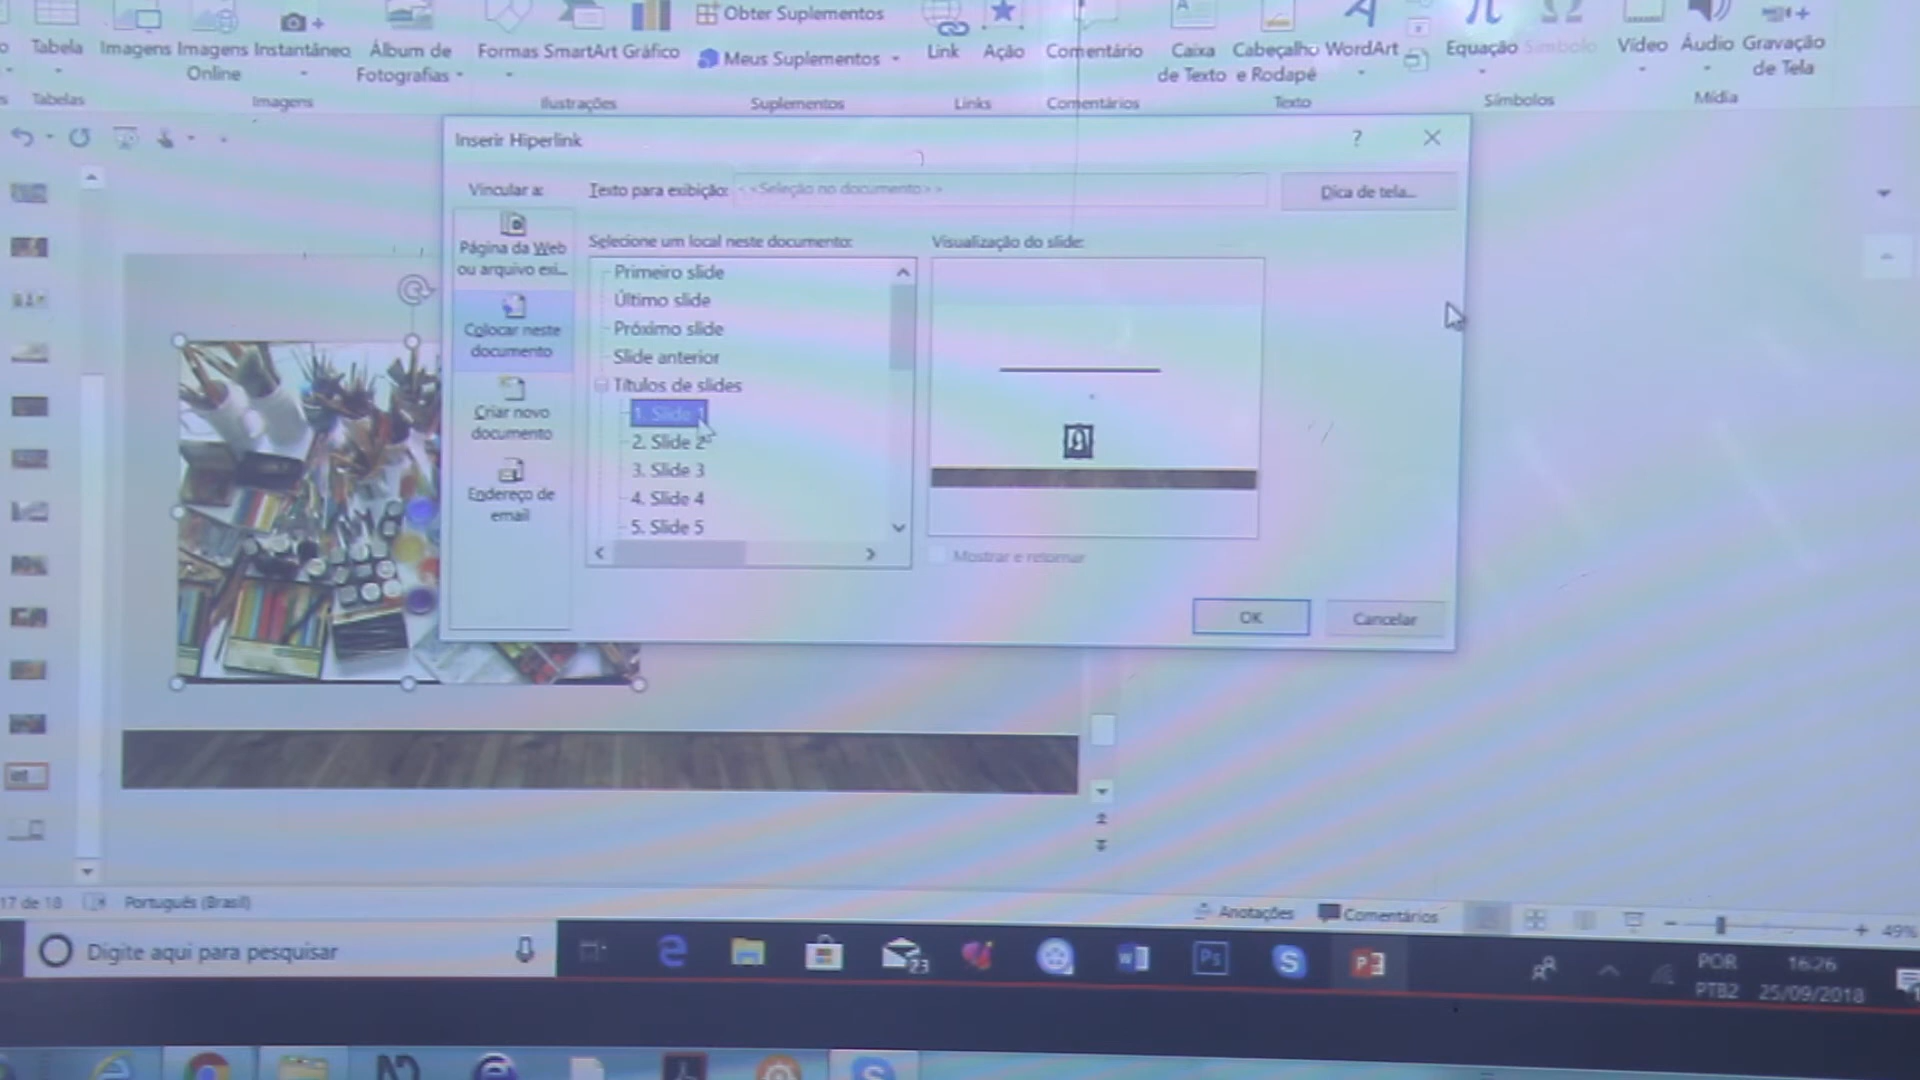 Obter Suplementos
Tabela
Imagens
Imagens Online
Instantâneo
Álbum de Fotografias
Formas
SmartArt
Gráfico
Meus Suplementos
Link
Ação
Comentário
Caixa de Texto
Cabeçalho e Rodapé
WordArt
Equação
Símbolo
Vídeo
Áudio
Gravação de Tela
Tabelas
Imagens
Ilustrações
Suplementos
Links
Comentários
Texto
Símbolos
Mídia
Inserir Hiperlink
?
Vincular a:
Texto para exibição:
<<Seleção no documento>>
Dica de tela...
Página da Web
ou arquivo exi...
Colocar neste
documento
Criar novo
documento
Endereço de
email
Selecione um local neste documento:
Primeiro slide
Último slide
Próximo slide
Slide anterior
Títulos de slides
1. Slide 1
2. Slide 2
3. Slide 3
4. Slide 4
5. Slide 5
Visualização do slide:
Mostrar e retornar
OK
Cancelar
17 de 18
Português (Brasil)
Anotações
Comentários
49%
Digite aqui para pesquisar
23
W
Ps
S
P
POR
PTB2
16:26
25/09/2018